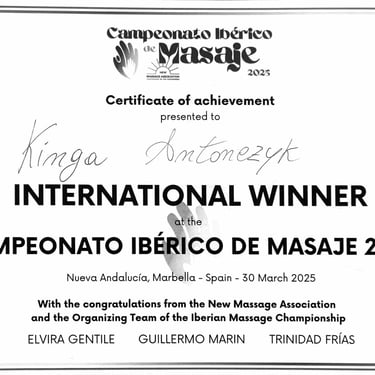 Campeonato Ibérico
de Masaje
NEW
2025
Certificate of achievement
presented to
Kinga Antonczyk
INTERNATIONAL WINNER
at the
MPEONATO IBÉRICO DE MASAJE 2
Nueva Andalucía, Marbella - Spain - 30 March 2025
With the congratulations from the New Massage Association
and the Organizing Team of the Iberian Massage Championship
ELVIRA GENTILE GUILLERMO MARIN TRINIDAD FRÍAS